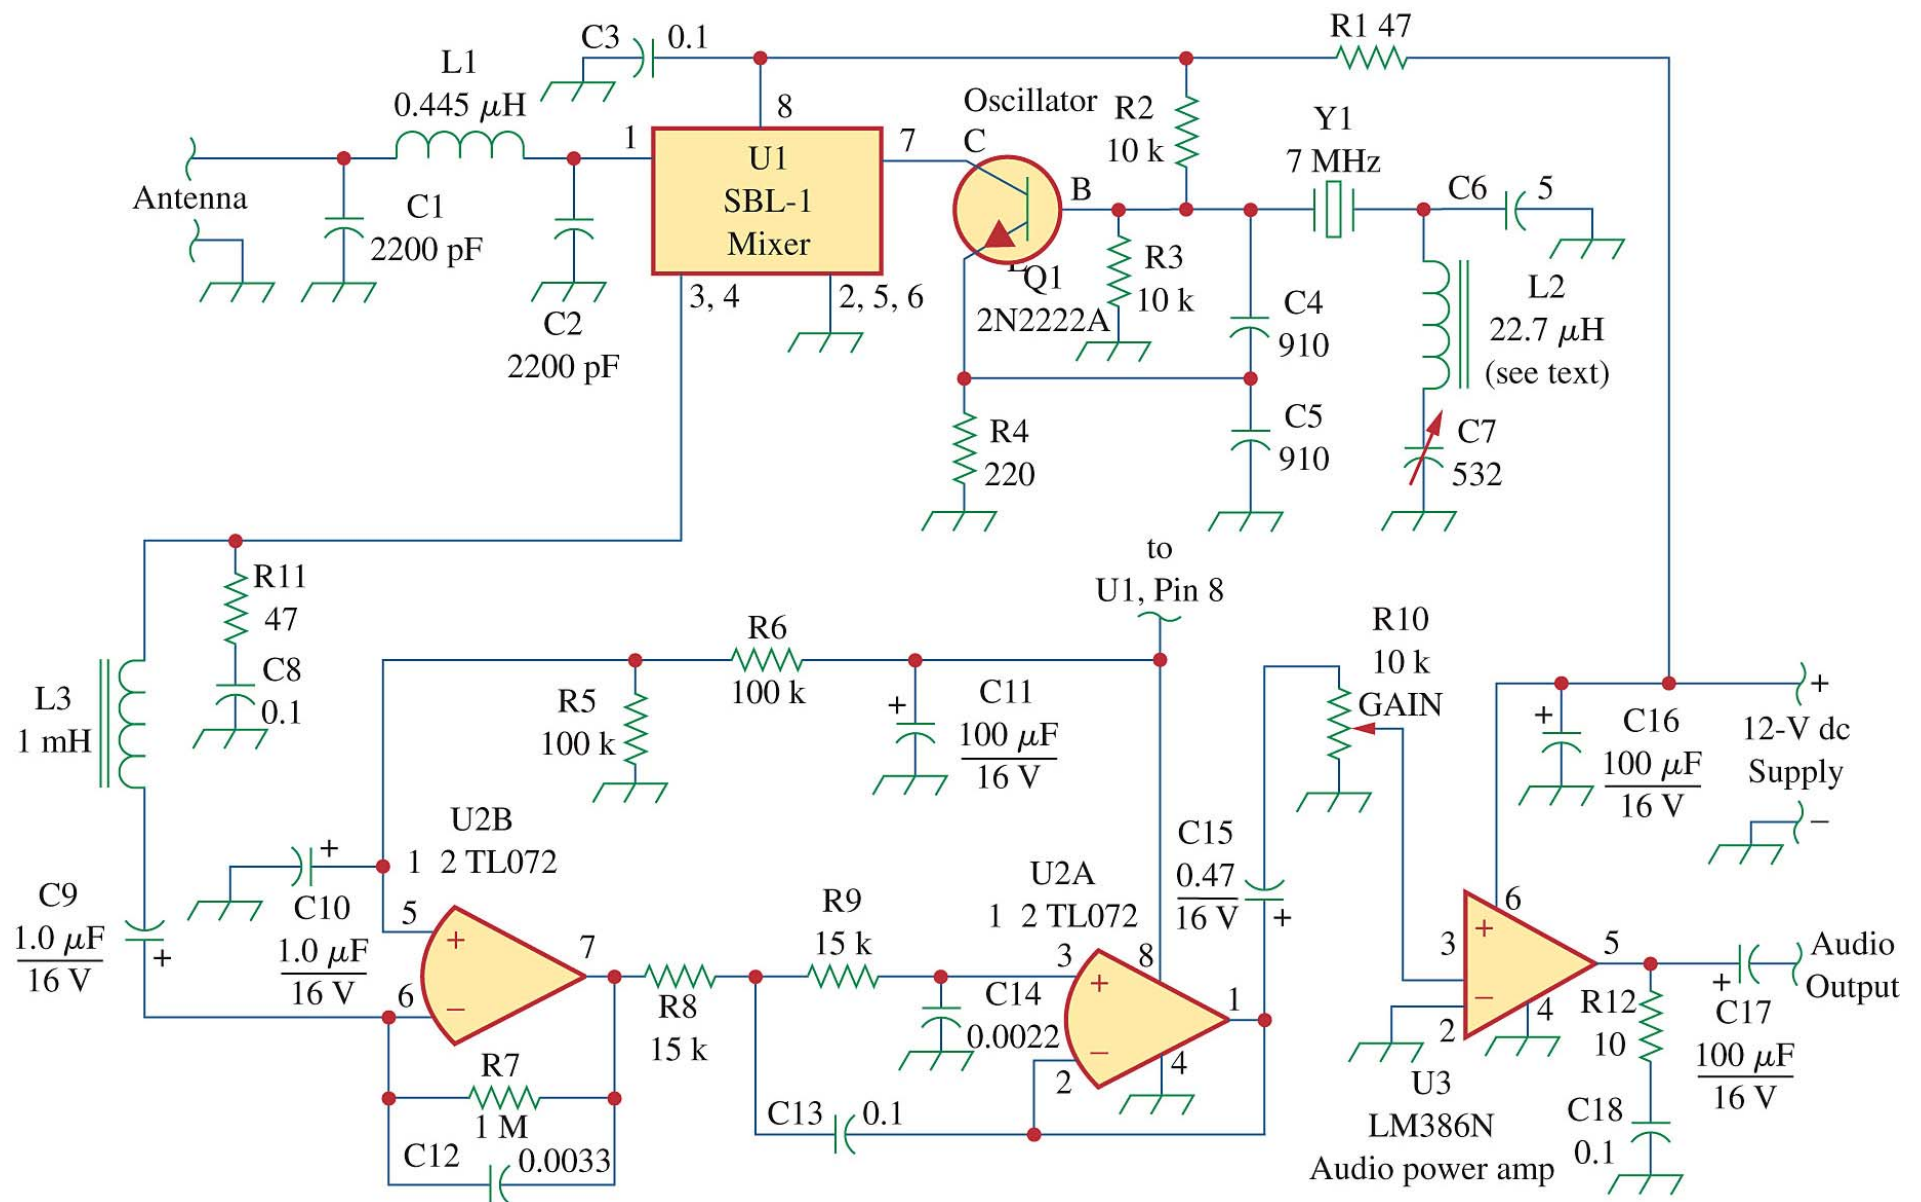 R1 47
C3 0.1
L1
0.445 µH
8
Oscillator
R2
10 k
Y1
7 MHz
1
U1
SBL-1
Mixer
7
C
B
C6 5
Antenna
C1
2200 pF
C2
2200 pF
3, 4
2, 5, 6
Q1
2N2222A
R3
10 k
C4
910
L2
22.7 µH
(see text)
R4
220
C5
910
C7
532
to
U1, Pin 8
R11
47
C8
0.1
L3
1 mH
R6
100 k
R5
100 k
+
C11
100 µF
16 V
R10
10 k
GAIN
+
C16
100 µF
16 V
+
12-V dc
Supply
−
U2B
1 2 TL072
+
C10
1.0 µF
16 V
C9
1.0 µF
16 V
+
5
+
6
−
7
R8
15 k
R9
15 k
C14
0.0022
U2A
1 2 TL072
3
+
8
−
2
4
1
C15
0.47
16 V
+
R7
1 M
C12 0.0033
C13 0.1
6
3
+
−
2
4
5
U3
LM386N
Audio power amp
R12
10
C18
0.1
+
C17
100 µF
16 V
Audio
Output